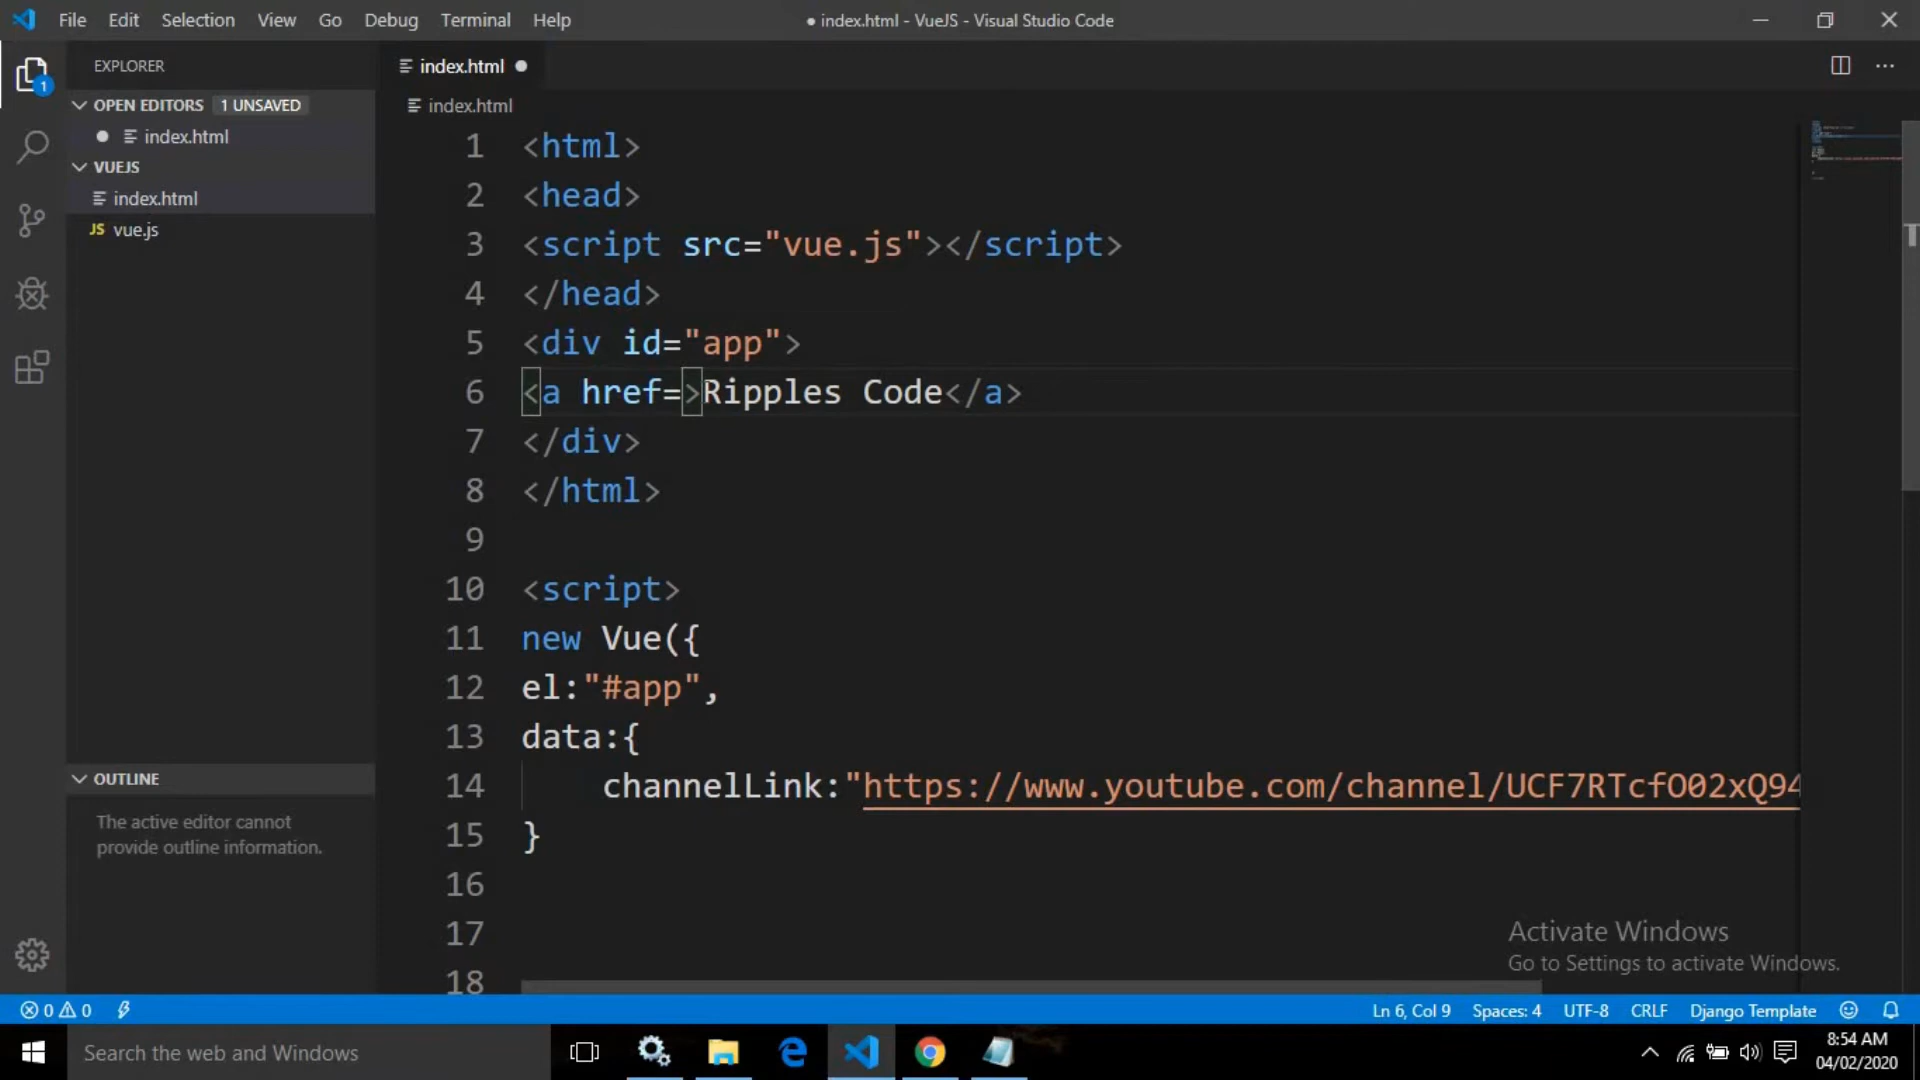 File Edit Selection View Go Debug Terminal Help
● index.html - VueJS - Visual Studio Code
EXPLORER
OPEN EDITORS 1 UNSAVED
index.html
VUEJS
index.html
JS vue.js
OUTLINE
The active editor cannot
provide outline information.
1
index.html
index.html
1 <html>
2 <head>
3 <script src="vue.js"></script>
4 </head>
5 <div id="app">
6 <a href=>Ripples Code</a>
7 </div>
8 </html>
9
10 <script>
11 new Vue({
12 el:"#app",
13 data:{
14 channelLink:"https://www.youtube.com/channel/UCF7RTcfO02xQ94
15 }
16
17
18
Activate Windows
Go to Settings to activate Windows.
0 0 Ln 6, Col 9 Spaces: 4 UTF-8 CRLF Django Template
Search the web and Windows
8:54 AM
04/02/2020